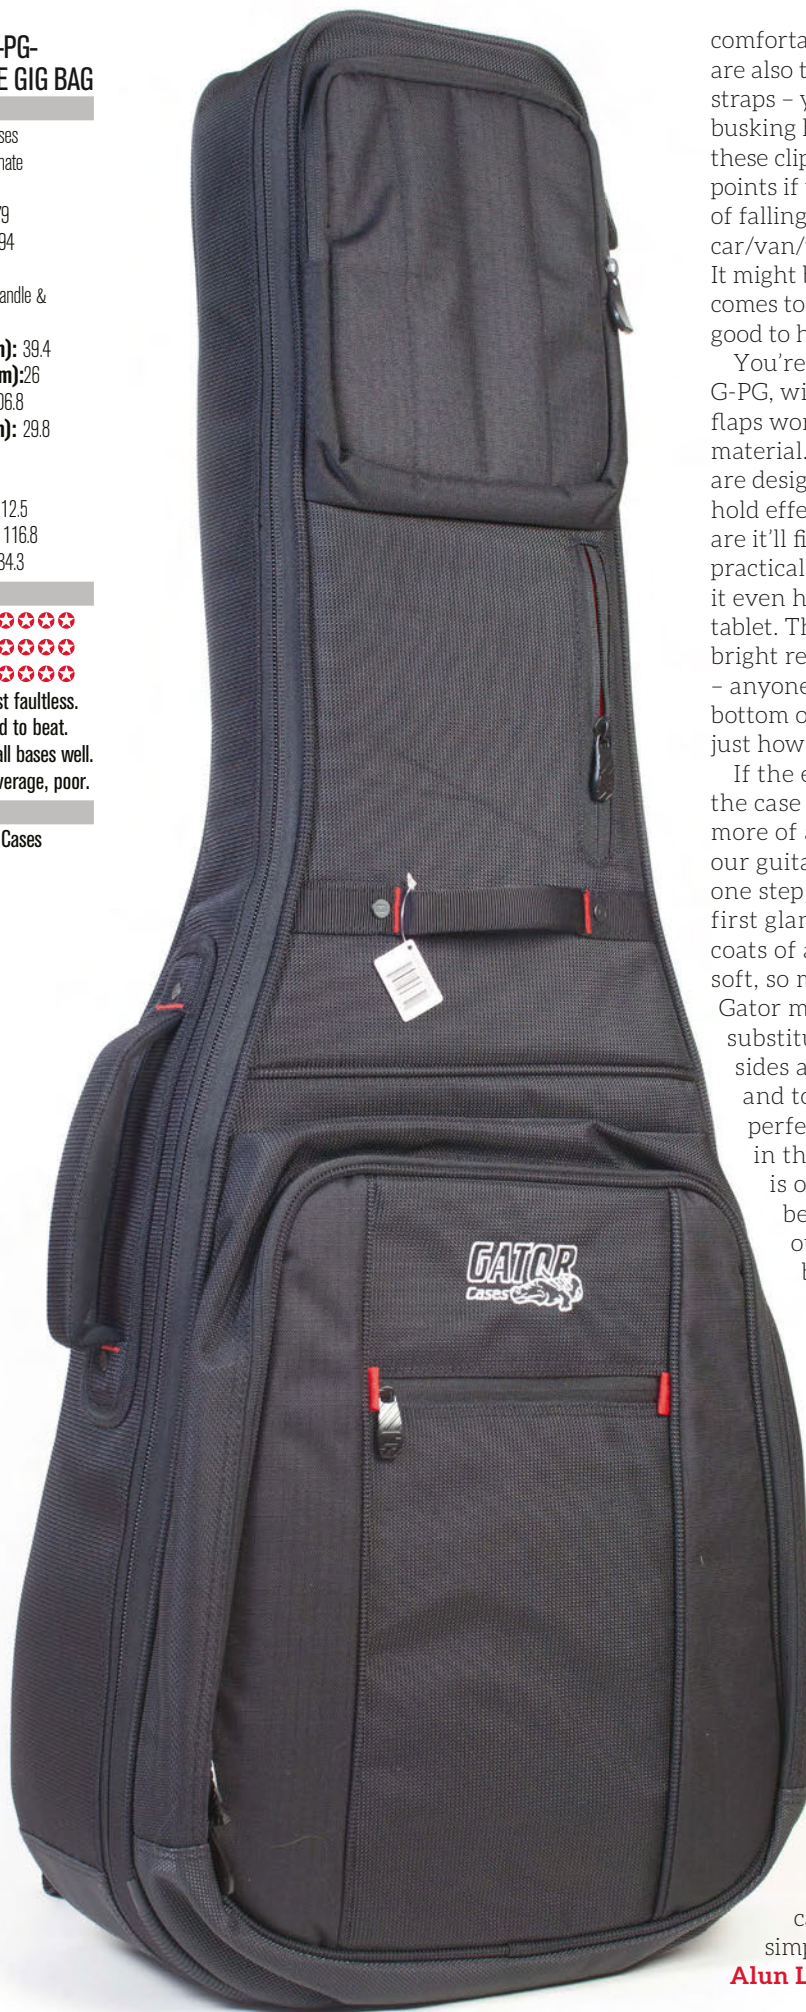 -PG-
E GIG BAG
79
94
andle &
39.4
26
06.8
29.8
12.5
116.8
34.3
st faultless.
d to beat.
all bases well.
verage, poor.
Cases
GATOR
Cases
comforta
are also t
straps – y
busking
these clip
points if
of falling
car/van/
It might
comes to
good to h
You're
G-PG, wi
flaps wor
material.
are desig
hold effe
are it'll fi
practical
it even h
tablet. Th
bright re
– anyone
bottom o
just how
If the e
the case
more of a
our guita
one step
first glan
coats of a
soft, so
Gator m
substitu
sides a
and to
perfe
in th
is o
be
ou
ca
simp
Alun L